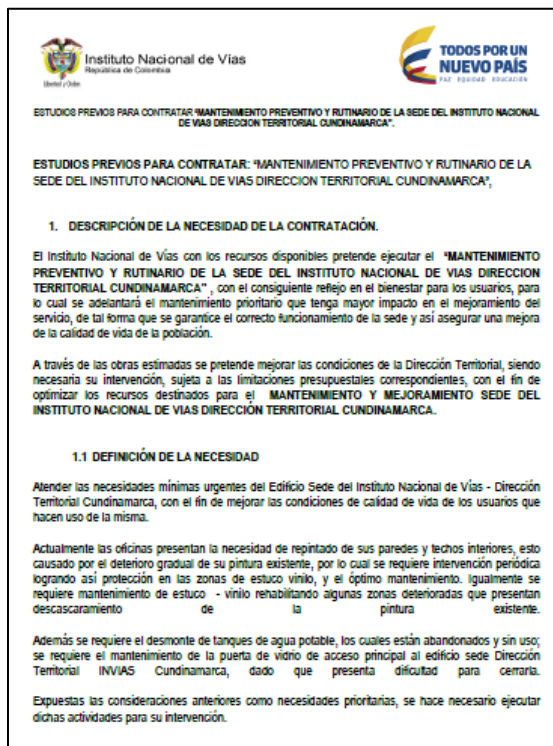 Instituto Nacional de Vías
República de Colombia
Libertad y Orden
TODOS POR UN
NUEVO PAÍS
PAZ EQUIDAD EDUCACIÓN
ESTUDIOS PREVIOS PARA CONTRATAR "MANTENIMIENTO PREVENTIVO Y RUTINARIO DE LA SEDE DEL INSTITUTO NACIONAL
DE VIAS DIRECCION TERRITORIAL CUNDINAMARCA".
ESTUDIOS PREVIOS PARA CONTRATAR: "MANTENIMIENTO PREVENTIVO Y RUTINARIO DE LA
SEDE DEL INSTITUTO NACIONAL DE VIAS DIRECCION TERRITORIAL CUNDINAMARCA",
1. DESCRIPCIÓN DE LA NECESIDAD DE LA CONTRATACIÓN.
El Instituto Nacional de Vías con los recursos disponibles pretende ejecutar el "MANTENIMIENTO
PREVENTIVO Y RUTINARIO DE LA SEDE DEL INSTITUTO NACIONAL DE VIAS DIRECCION
TERRITORIAL CUNDINAMARCA" , con el consiguiente reflejo en el bienestar para los usuarios, para
lo cual se adelantará el mantenimiento prioritario que tenga mayor impacto en el mejoramiento del
servicio, de tal forma que se garantice el correcto funcionamiento de la sede y así asegurar una mejora
de la calidad de vida de la población.
A través de las obras estimadas se pretende mejorar las condiciones de la Dirección Territorial, siendo
necesaria su intervención, sujeta a las limitaciones presupuestales correspondientes, con el fin de
optimizar los recursos destinados para el MANTENIMIENTO Y MEJORAMIENTO SEDE DEL
INSTITUTO NACIONAL DE VIAS DIRECCIÓN TERRITORIAL CUNDINAMARCA.
1.1 DEFINICIÓN DE LA NECESIDAD
Atender las necesidades mínimas urgentes del Edificio Sede del Instituto Nacional de Vías - Dirección
Territorial Cundinamarca, con el fin de mejorar las condiciones de calidad de vida de los usuarios que
hacen uso de la misma.
Actualmente las oficinas presentan la necesidad de repintado de sus paredes y techos interiores, esto
causado por el deterioro gradual de su pintura existente, por lo cual se requiere intervención periódica
logrando así protección en las zonas de estuco vinilo, y el óptimo mantenimiento. Igualmente se
requiere mantenimiento de estuco - vinilo rehabilitando algunas zonas deterioradas que presentan
descascaramiento de la pintura existente.
Además se requiere el desmonte de tanques de agua potable, los cuales están abandonados y sin uso;
se requiere el mantenimiento de la puerta de vidrio de acceso principal al edificio sede Dirección
Territorial INVIAS Cundinamarca, dado que presenta dificultad para cerrarla.
Expuestas las consideraciones anteriores como necesidades prioritarias, se hace necesario ejecutar
dichas actividades para su intervención.